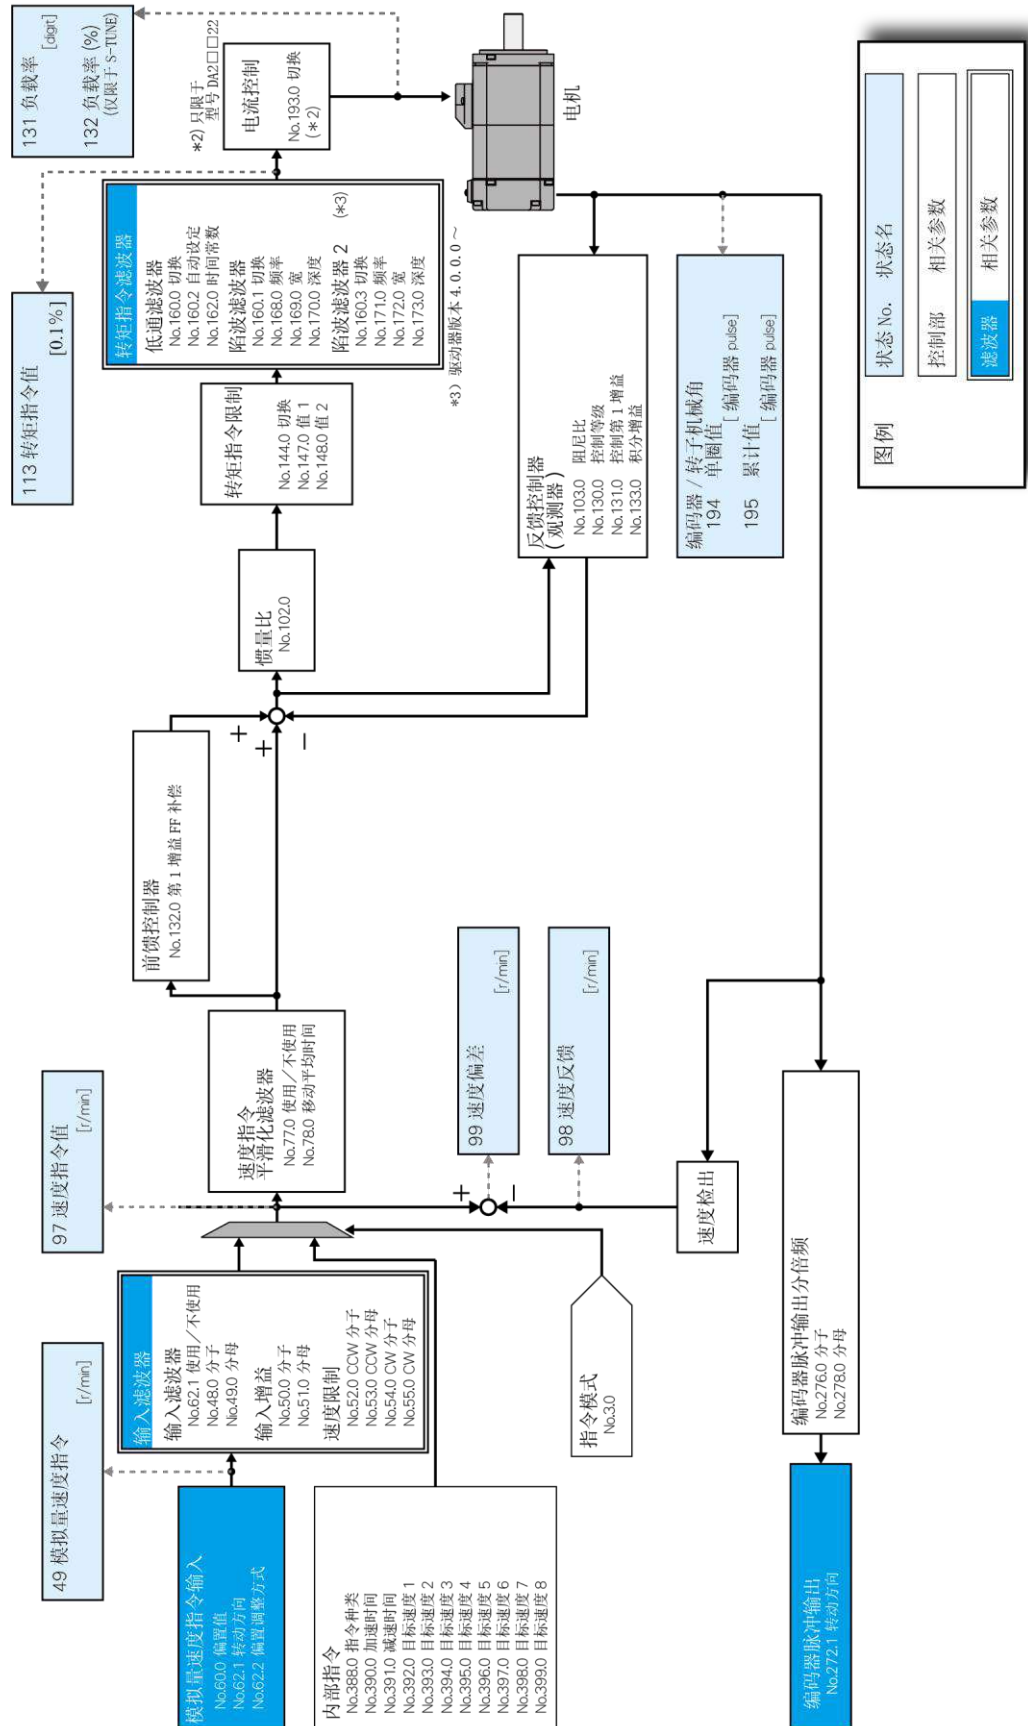 49 模拟量速度指令
[r/min]
97 速度指令值
[r/min]
113 转矩指令值
[0.1%]
131 负载率
[digit]
132 负载率 (%)
(仅限于 S-TUNE)
模拟量速度指令输入
No.60.0 偏置值
No.62.1 转动方向
No.62.2 偏置调整方式
输入滤波器
输入滤波器
No.62.1 使用／不使用
No.48.0 分子
No.49.0 分母
输入增益
No.50.0 分子
No.51.0 分母
速度限制
No.52.0 CCW 分子
No.53.0 CCW 分母
No.54.0 CW 分子
No.55.0 CW 分母
速度指令
平滑化滤波器
No.77.0 使用／不使用
No.78.0 移动平均时间
前馈控制器
No.132.0 第 1 增益 FF 补偿
+
+
−
惯量比
No.102.0
转矩指令限制
No.144.0 切换
No.147.0 值 1
No.148.0 值 2
转矩指令滤波器
低通滤波器
No.160.0 切换
No.160.2 自动设定
No.162.0 时间常数
陷波滤波器
No.160.1 切换
No.168.0 频率
No.169.0 宽
No.170.0 深度
陷波滤波器 2 (*3)
No.160.3 切换
No.171.0 频率
No.172.0 宽
No.173.0 深度
*3) 驱动器版本 4. 0. 0. 0 ～
*2) 只限于
型号 DA2□□22
电流控制
No.193.0 切换
(*2)
电机
内部指令
No.388.0 指令种类
No.390.0 加速时间
No.391.0 减速时间
No.392.0 目标速度 1
No.393.0 目标速度 2
No.394.0 目标速度 3
No.395.0 目标速度 4
No.396.0 目标速度 5
No.396.0 目标速度 6
No.397.0 目标速度 6
No.398.0 目标速度 7
No.399.0 目标速度 8
指令模式
No.3.0
+
−
99 速度偏差
[r/min]
98 速度反馈
[r/min]
速度检出
反馈控制器
(观测器)
No.103.0 阻尼比
No.130.0 控制等级
No.131.0 控制第 1 增益
No.133.0 积分增益
编码器 / 转子机械角
194 单圈值
[编码器 pulse]
195 累计值
[编码器 pulse]
编码器脉冲输出
No.272.1 转动方向
编码器脉冲输出分倍频
No.276.0 分子
No.278.0 分母
图例
状态 No. 状态名
控制部 相关参数
滤波器 相关参数